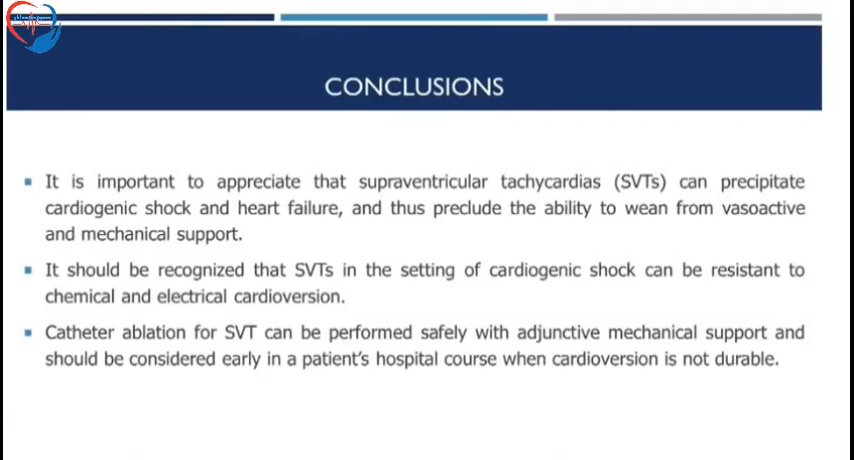 CONCLUSIONS
It is important to appreciate that supraventricular tachycardias (SVTs) can precipitate
cardiogenic shock and heart failure, and thus preclude the ability to wean from vasoactive
and mechanical support.
It should be recognized that SVTs in the setting of cardiogenic shock can be resistant to
chemical and electrical cardioversion.
Catheter ablation for SVT can be performed safely with adjunctive mechanical support and
should be considered early in a patient's hospital course when cardioversion is not durable.